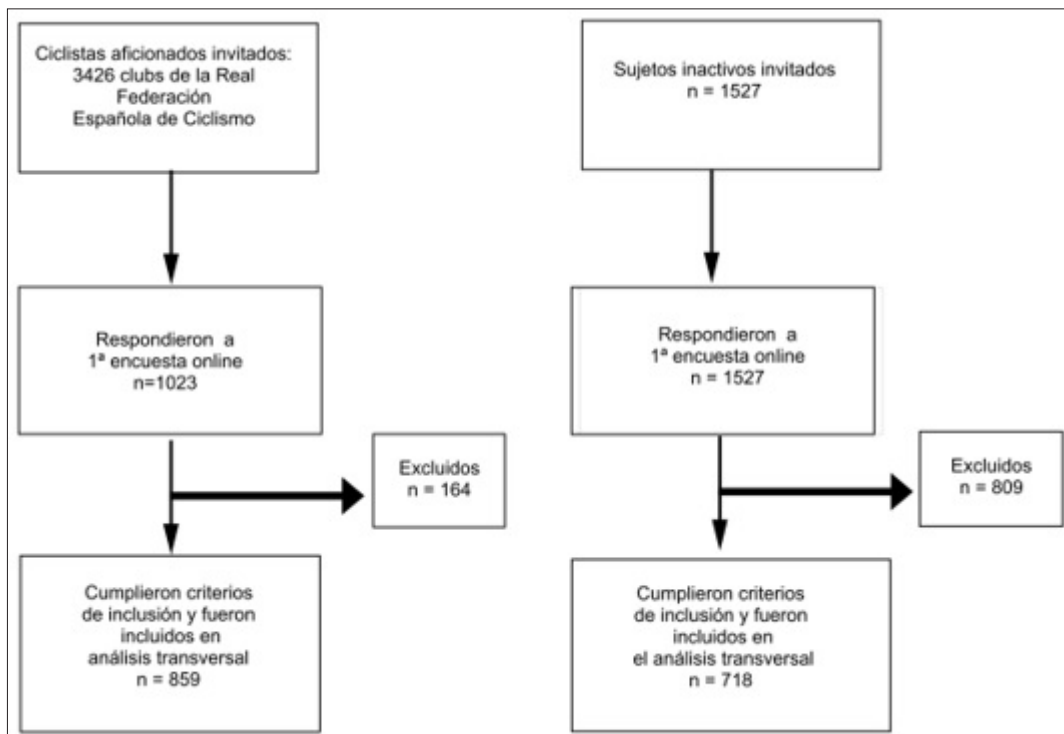 Ciclistas aficionados invitados:
3426 clubs de la Real
Federación
Española de Ciclismo
Sujetos inactivos invitados
n = 1527
Respondieron a
1ª encuesta online
n=1023
Respondieron a
1ª encuesta online
n = 1527
Excluidos
n = 164
Excluidos
n = 809
Cumplieron criterios
de inclusión y fueron
incluidos en
análisis transversal
n = 859
Cumplieron criterios
de inclusión y fueron
incluidos en
el análisis transversal
n = 718